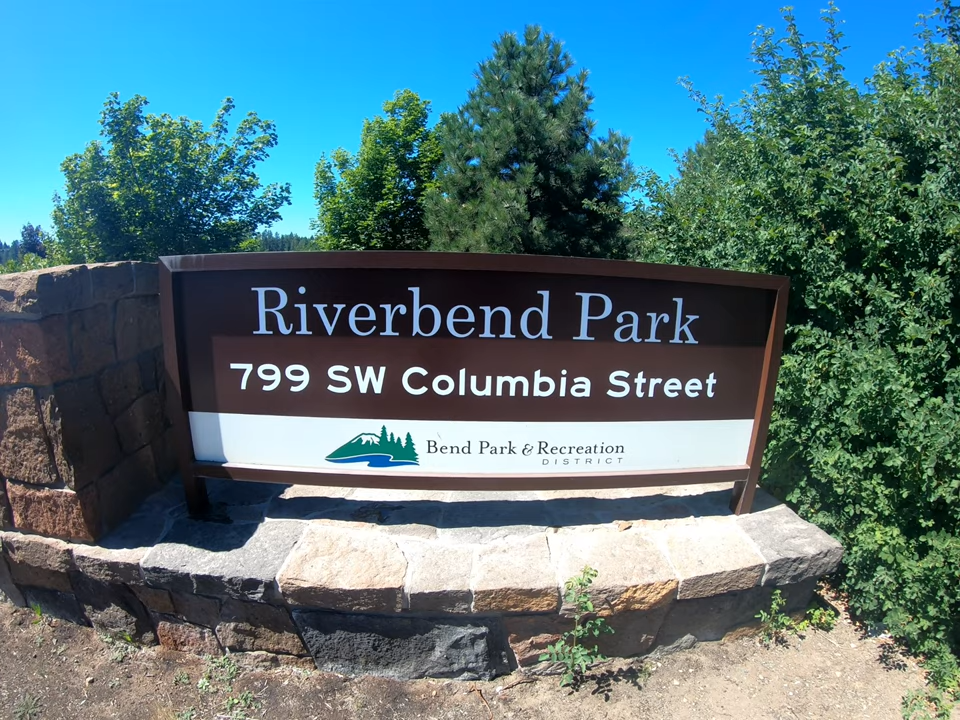 Riverbend Park
799 SW Columbia Street
Bend Park & Recreation
DISTRICT